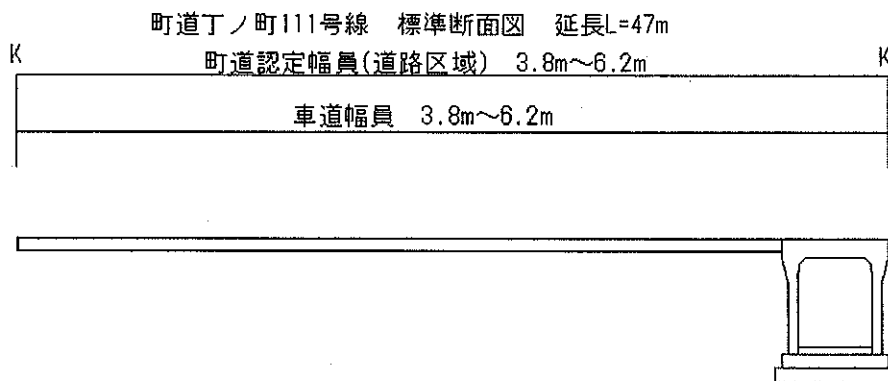 町道丁ノ町111号線 標準断面図 延長L=47m
K K
町道認定幅員(道路区域) 3.8m～6.2m
車道幅員 3.8m～6.2m